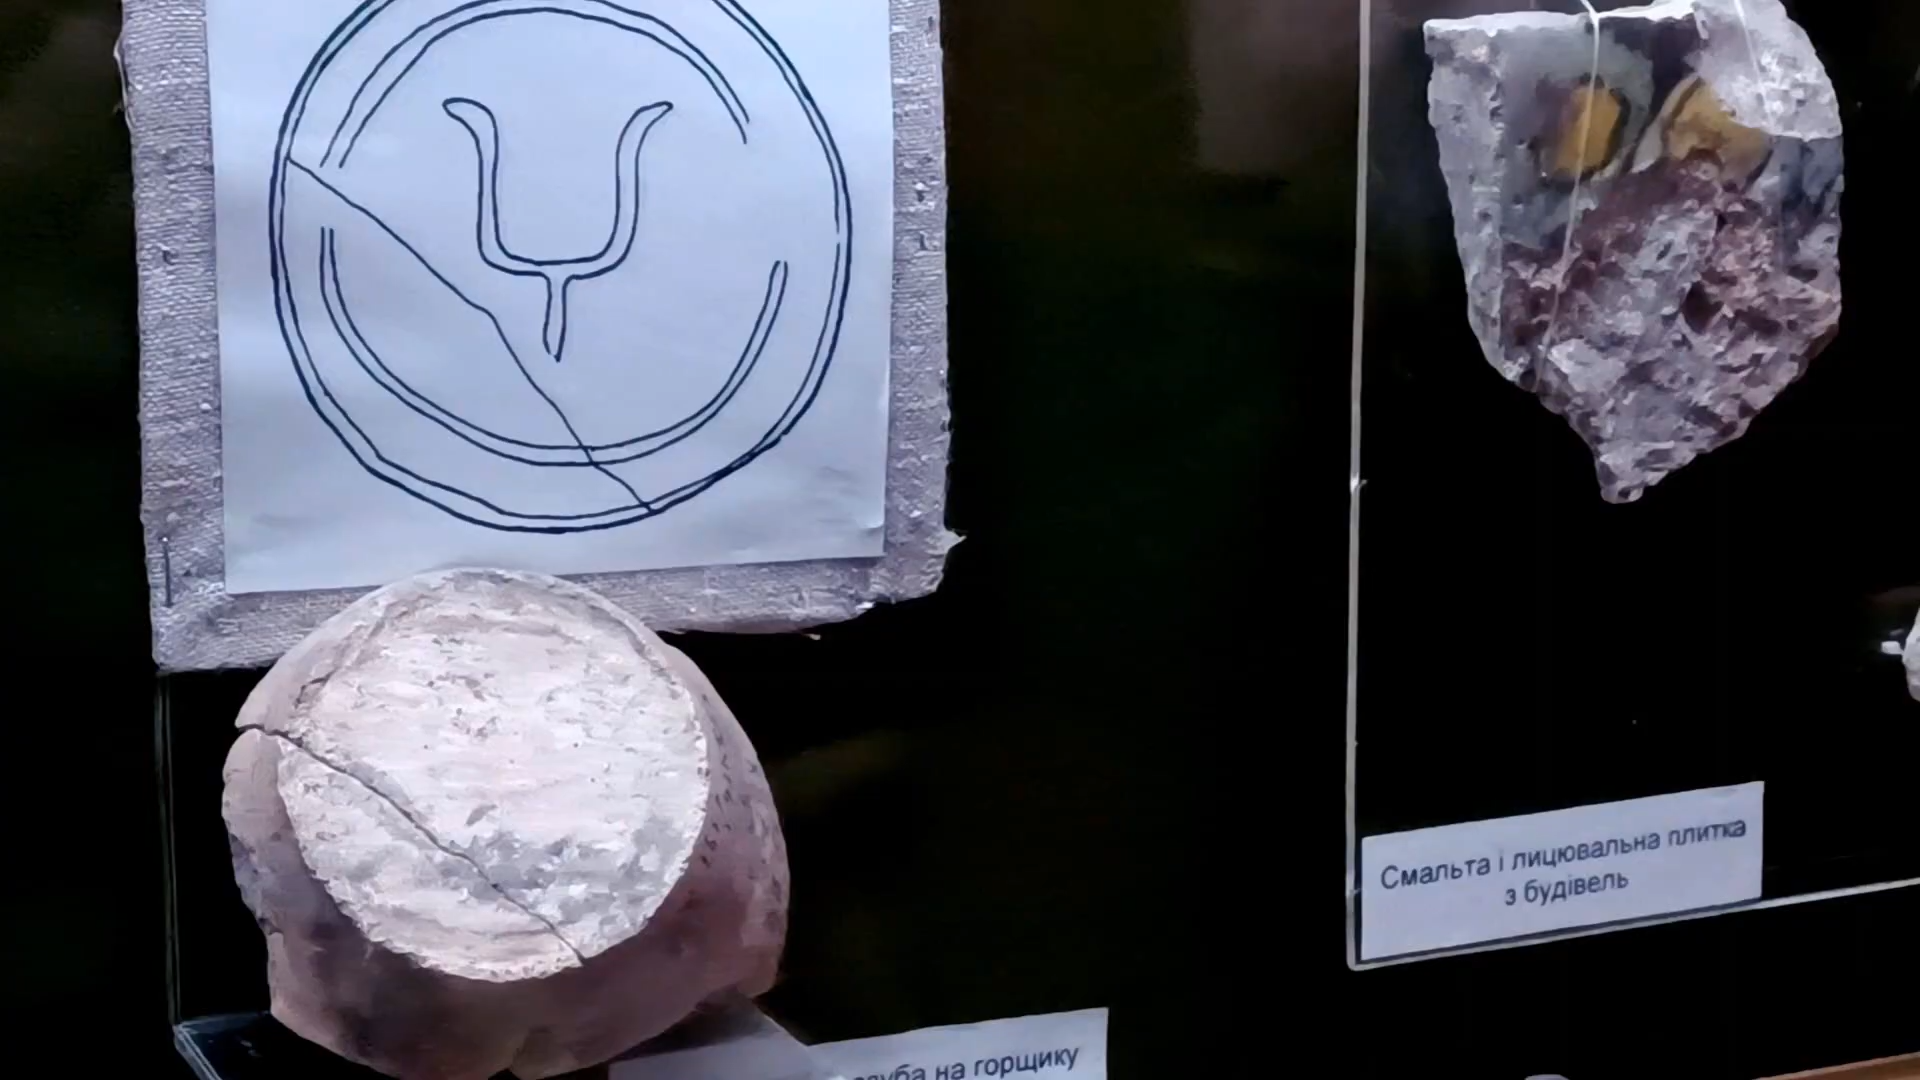 Смальта і лицювальна плитка
з будівель
на горщику